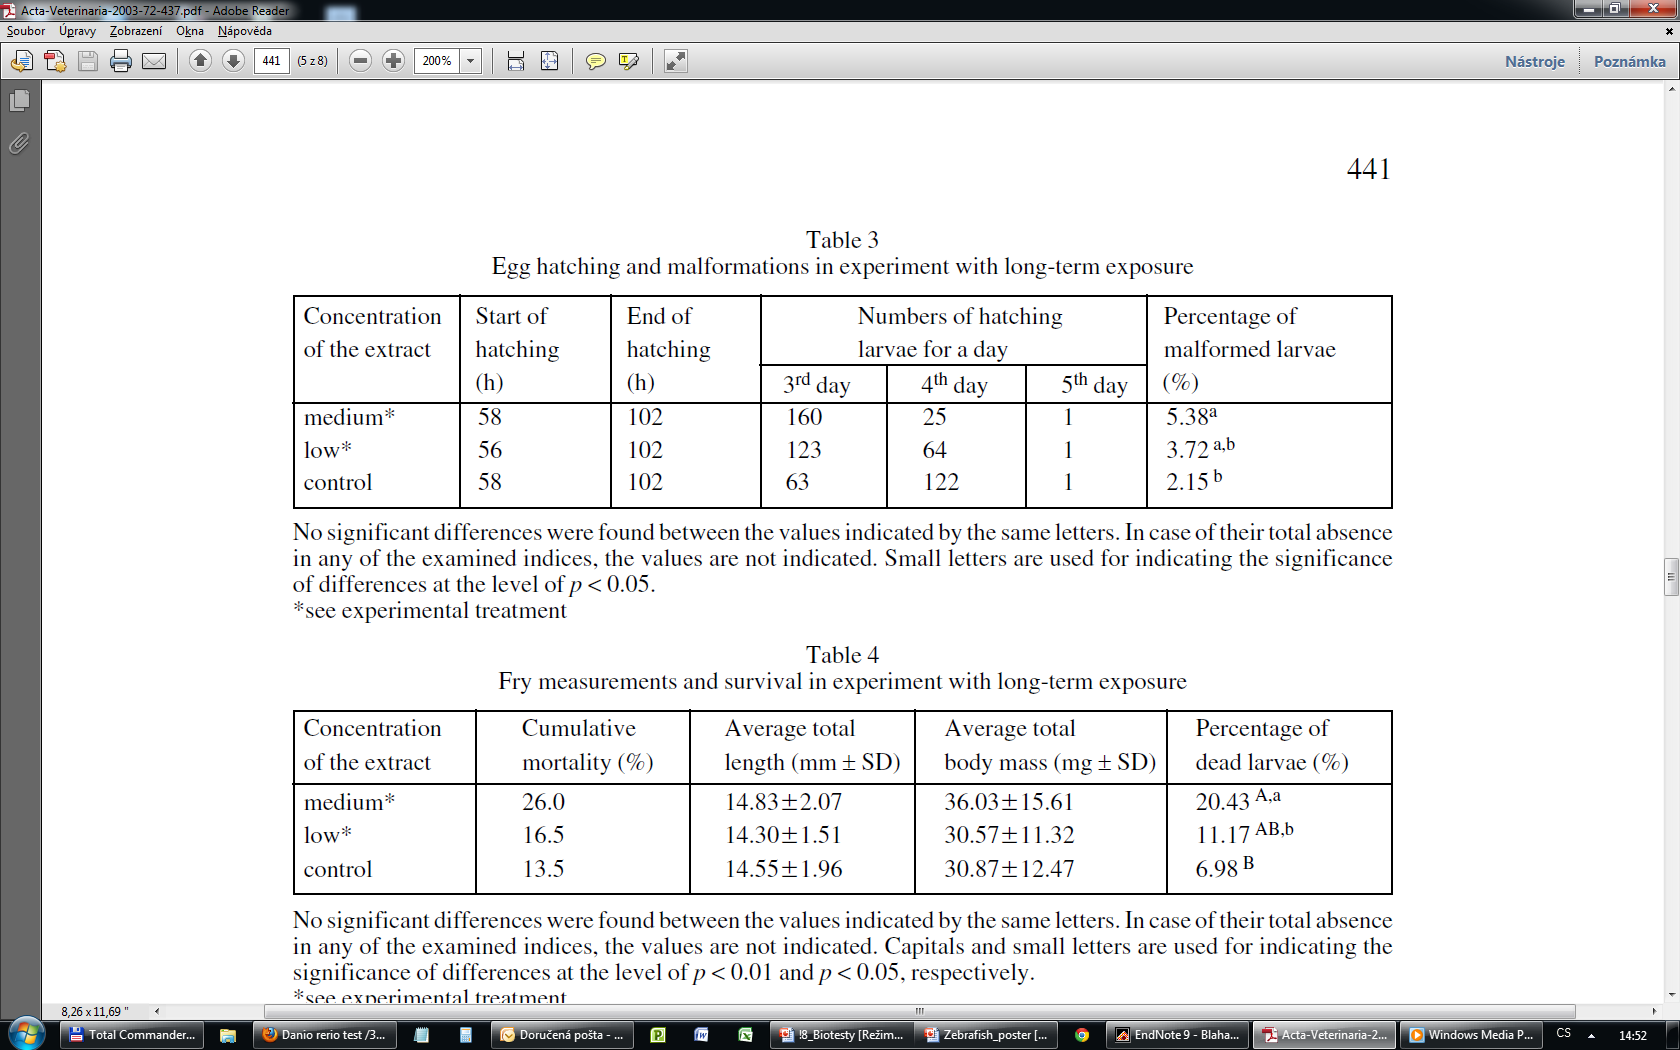 Acta-Veterinaria-2003-72-437.pdf - Adobe Reader
Soubor Úpravy Zobrazení Okna Nápověda
441 (5 z 8) 200% Nástroje Poznámka
441
Table 3
Egg hatching and malformations in experiment with long-term exposure
Concentration Start of End of Numbers of hatching Percentage of
of the extract hatching hatching larvae for a day malformed larvae
(h) (h) 3rd day 4th day 5th day (%)
medium* 58 102 160 25 1 5.38a
low* 56 102 123 64 1 3.72 a,b
control 58 102 63 122 1 2.15 b
No significant differences were found between the values indicated by the same letters. In case of their total absence
in any of the examined indices, the values are not indicated. Small letters are used for indicating the significance
of differences at the level of p < 0.05.
*see experimental treatment
Table 4
Fry measurements and survival in experiment with long-term exposure
Concentration Cumulative Average total Average total Percentage of
of the extract mortality (%) length (mm ± SD) body mass (mg ± SD) dead larvae (%)
medium* 26.0 14.83±2.07 36.03±15.61 20.43 A,a
low* 16.5 14.30±1.51 30.57±11.32 11.17 AB,b
control 13.5 14.55±1.96 30.87±12.47 6.98 B
No significant differences were found between the values indicated by the same letters. In case of their total absence
in any of the examined indices, the values are not indicated. Capitals and small letters are used for indicating the
significance of differences at the level of p < 0.01 and p < 0.05, respectively.
*see experimental treatment
8,26 x 11,69 "
Total Commander... Danio rerio test /3... Doručená pošta - ... !8_Biotesty [Režim... Zebrafish_poster [... EndNote 9 - Blaha... Acta-Veterinaria-2... Windows Media P... CS 14:52